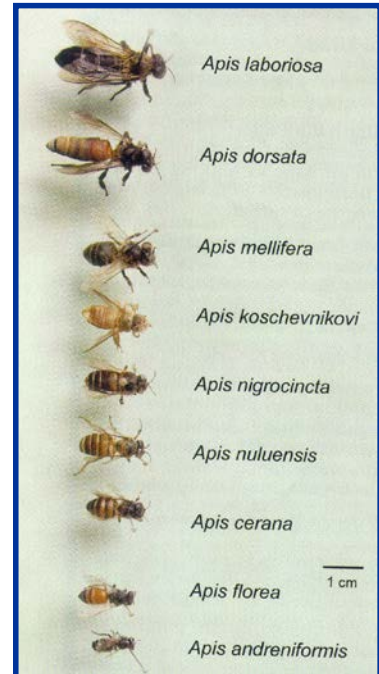 Apis laboriosa
Apis dorsata
Apis mellifera
Apis koschevnikovi
Apis nigrocincta
Apis nuluensis
Apis cerana
1 cm
Apis florea
Apis andreniformis